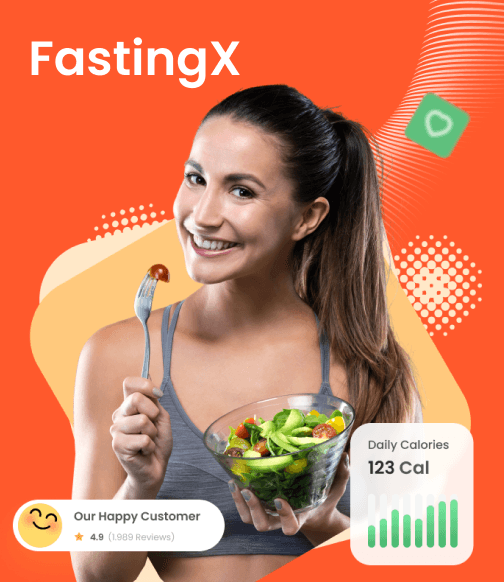 FastingX
Daily Calories
123 Cal
Our Happy Customer
4.9 (1.989 Reviews)